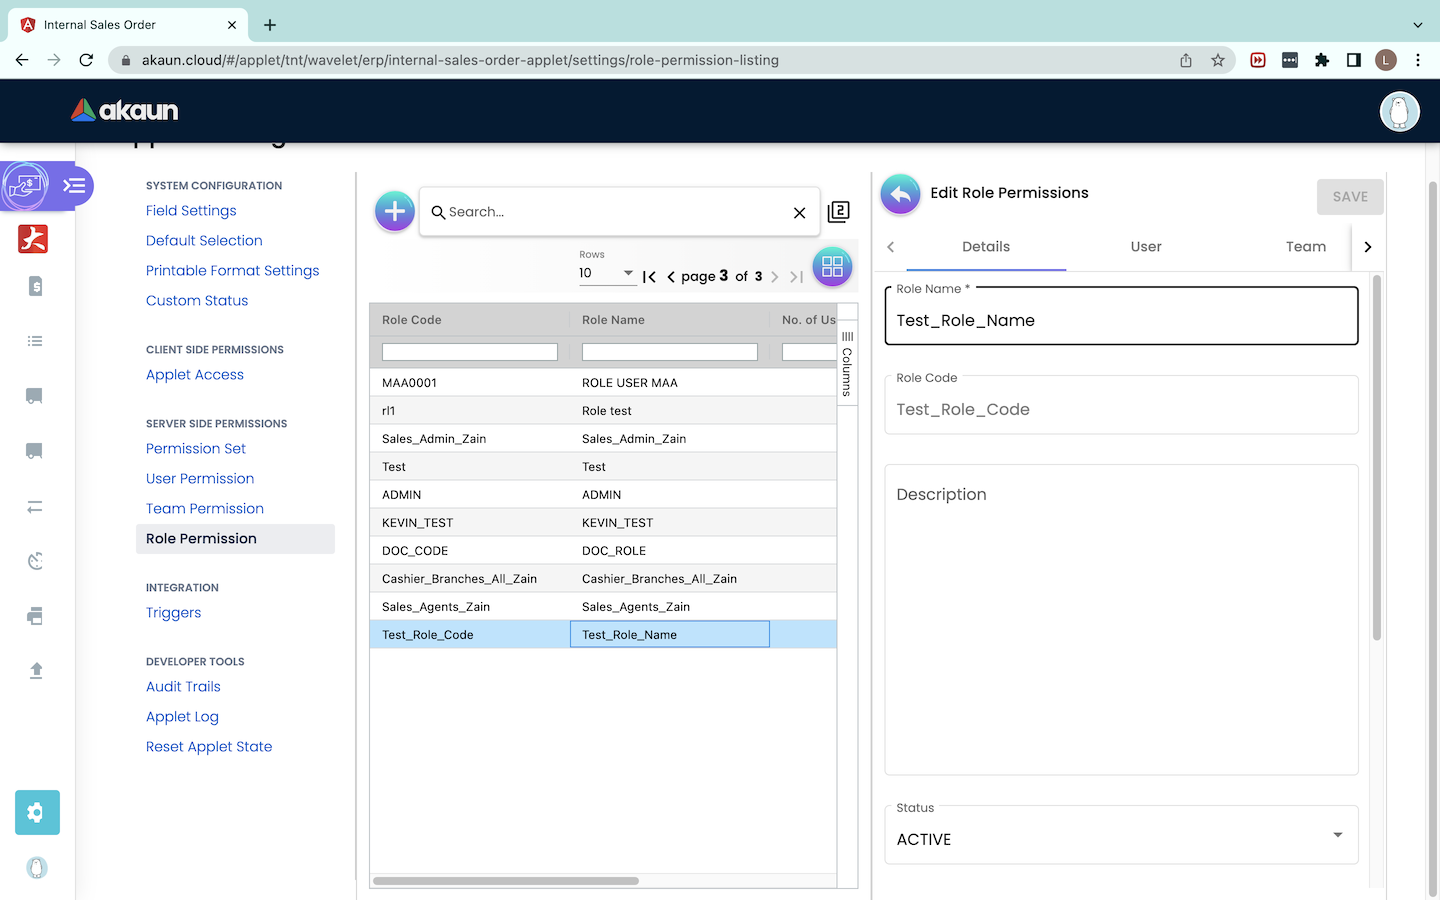 Internal Sales Order
akaun.cloud/#/applet/tnt/wavelet/erp/internal-sales-order-applet/settings/role-permission-listing
L
akaun
SYSTEM CONFIGURATION
Field Settings
Default Selection
Printable Format Settings
Custom Status
CLIENT SIDE PERMISSIONS
Applet Access
SERVER SIDE PERMISSIONS
Permission Set
User Permission
Team Permission
Role Permission
INTEGRATION
Triggers
DEVELOPER TOOLS
Audit Trails
Applet Log
Reset Applet State
Search...
2
Rows
10
page 3 of 3
Role Code Role Name No. of Us
Columns
MAA0001 ROLE USER MAA
rl1 Role test
Sales_Admin_Zain Sales_Admin_Zain
Test Test
ADMIN ADMIN
KEVIN_TEST KEVIN_TEST
DOC_CODE DOC_ROLE
Cashier_Branches_All_Zain Cashier_Branches_All_Zain
Sales_Agents_Zain Sales_Agents_Zain
Test_Role_Code Test_Role_Name
Edit Role Permissions
SAVE
Details User Team
Role Name *
Test_Role_Name
Role Code
Test_Role_Code
Description
Status
ACTIVE